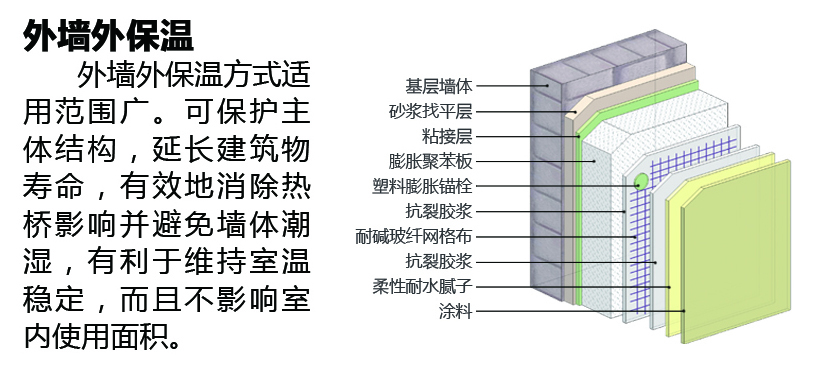 外墙外保温
外墙外保温方式适
用范围广。可保护主
体结构，延长建筑物
寿命，有效地消除热
桥影响并避免墙体潮
湿，有利于维持室温
稳定，而且不影响室
内使用面积。
基层墙体
砂浆找平层
粘接层
膨胀聚苯板
塑料膨胀锚栓
抗裂胶浆
耐碱玻纤网格布
抗裂胶浆
柔性耐水腻子
涂料